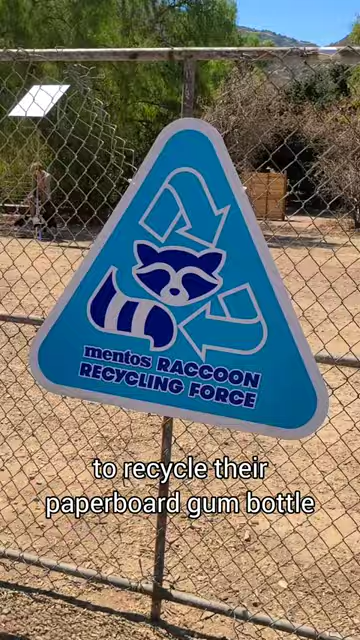 mentos RACCOON
RECYCLING FORCE
to recycle their
paperboard gum bottle